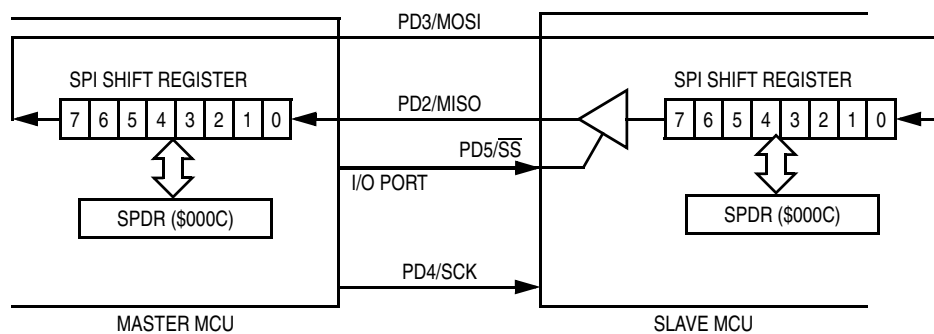 PD3/MOSI
SPI SHIFT REGISTER
SPI SHIFT REGISTER
7 6 5 4 3 2 1 0
PD2/MISO
7 6 5 4 3 2 1 0
PD5/S̅S̅
I/O PORT
SPDR ($000C)
SPDR ($000C)
PD4/SCK
MASTER MCU
SLAVE MCU